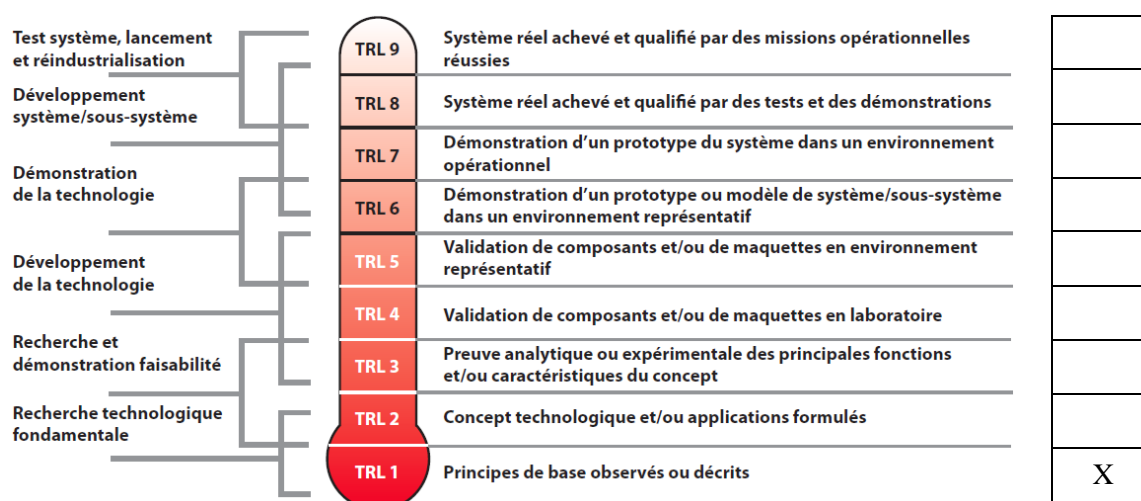 Test système, lancement
et réindustrialisation
Développement
système/sous-système
Démonstration
de la technologie
Développement
de la technologie
Recherche et
démonstration faisabilité
Recherche technologique
fondamentale
TRL 9
Système réel achevé et qualifié par des missions opérationnelles
réussies
TRL 8
Système réel achevé et qualifié par des tests et des démonstrations
TRL 7
Démonstration d’un prototype du système dans un environnement
opérationnel
TRL 6
Démonstration d’un prototype ou modèle de système/sous-système
dans un environnement représentatif
TRL 5
Validation de composants et/ou de maquettes en environnement
représentatif
TRL 4
Validation de composants et/ou de maquettes en laboratoire
TRL 3
Preuve analytique ou expérimentale des principales fonctions
et/ou caractéristiques du concept
TRL 2
Concept technologique et/ou applications formulés
TRL 1
Principes de base observés ou décrits
X